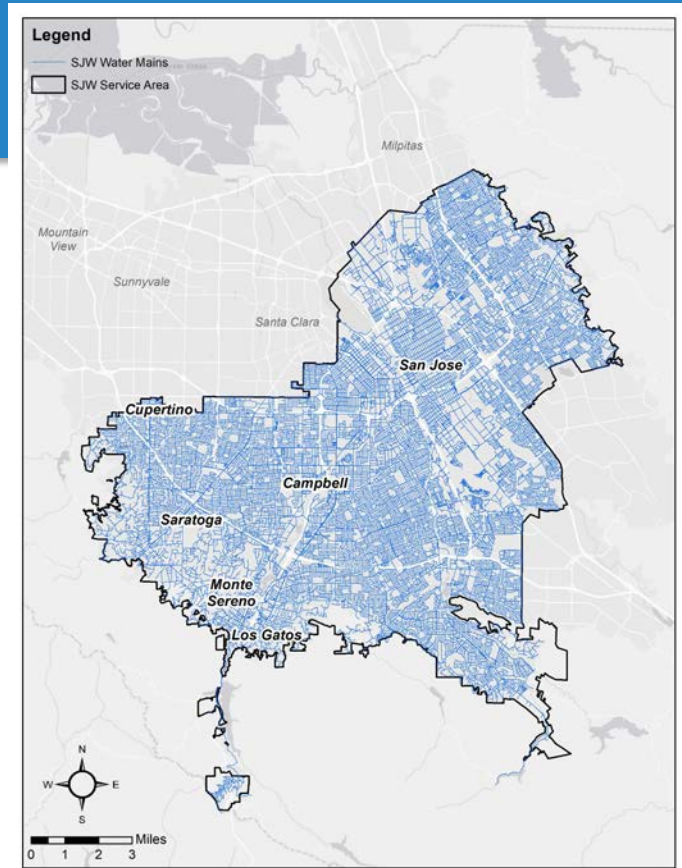 Legend
SJW Water Mains
SJW Service Area
Milpitas
Mountain
View
Sunnyvale
Santa Clara
San Jose
Cupertino
Campbell
Saratoga
Monte
Sereno
Los Gatos
N
W
E
S
Miles
0 1 2 3